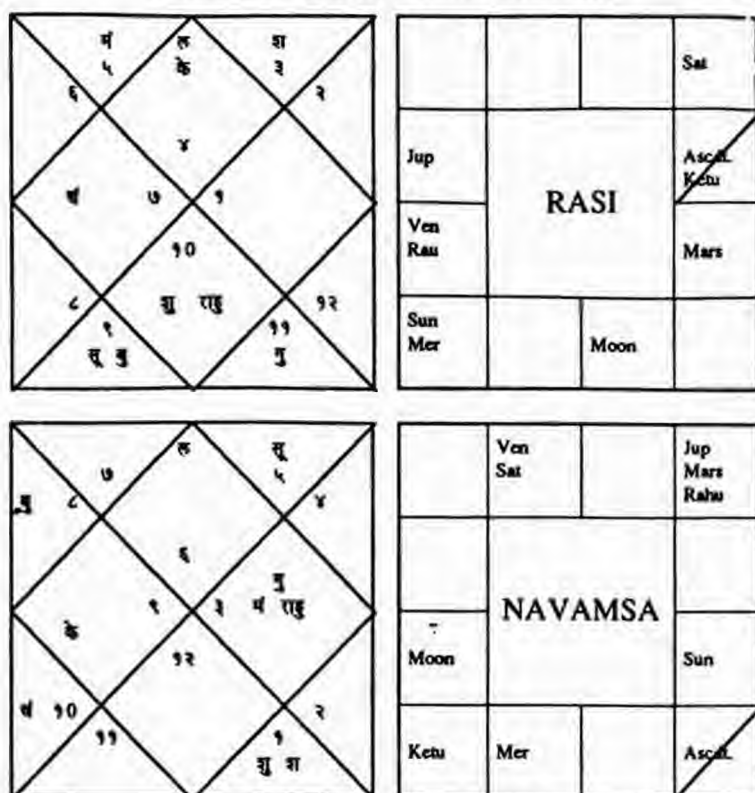 मं ल श
५ के ३
६ २
४
चं ७ १
१०
८ शु राहु १२
९ ११
सू बु गु
Sat
Jup Ascdt.
Ketu
RASI
Ven
Rau Mars
Sun
Mer Moon
ल सू
७ ५
बु ८ ४
६
गु
९ ३ मं राहु
के
१२
चं १० २
११ १
शु श
Ven Jup
Sat Mars
Rahu
NAVAMSA
Moon Sun
Ketu Mer Ascdt.